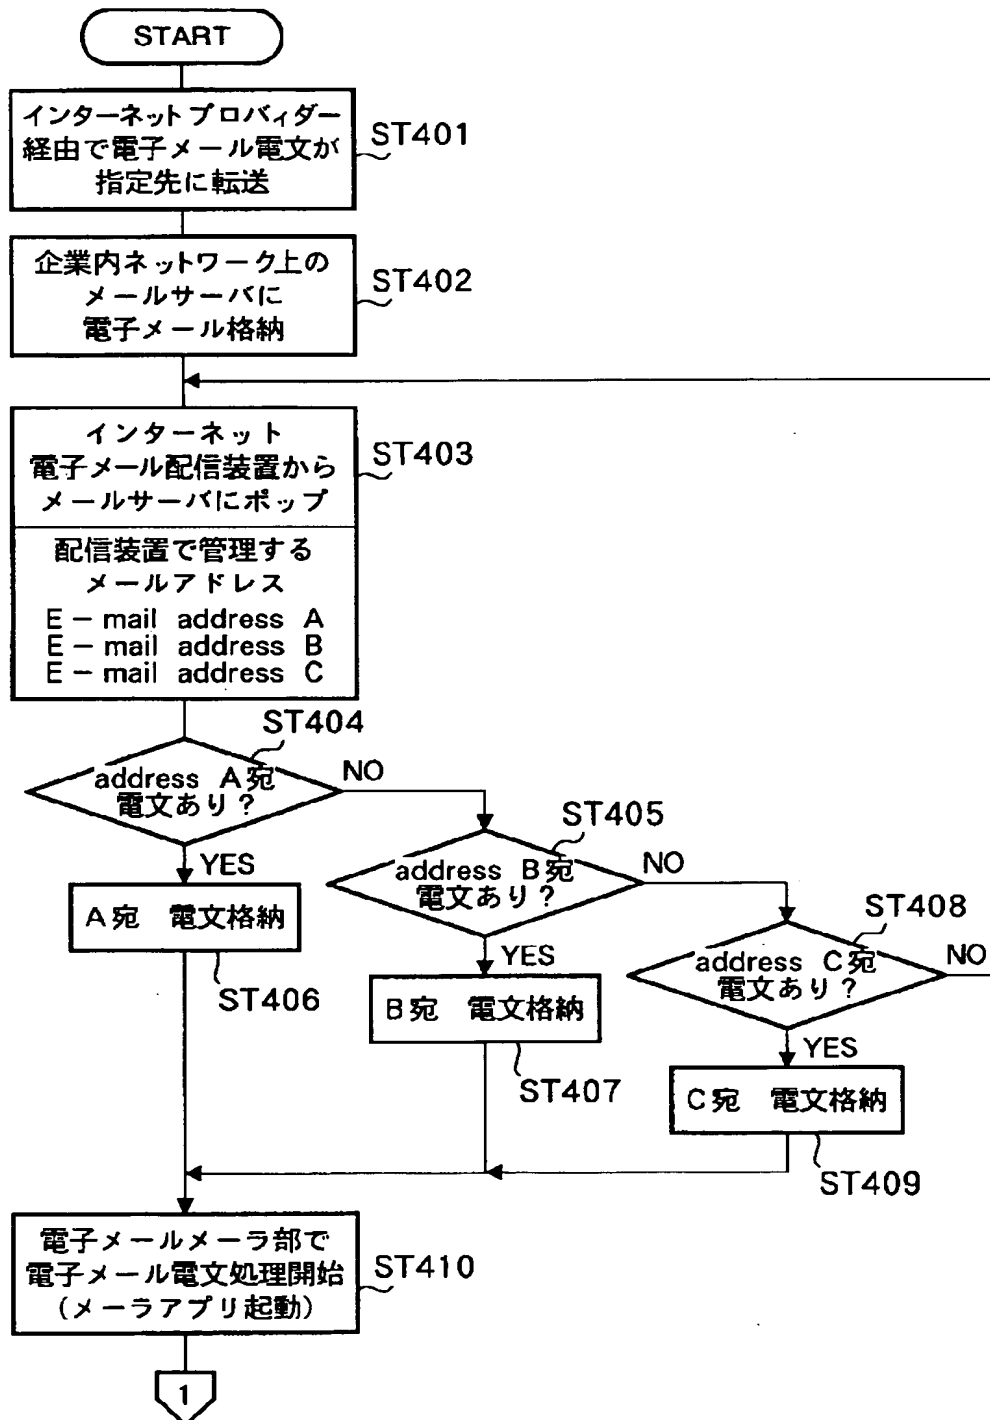 START
インターネットプロバィダー
経由で電子メール電文が
指定先に転送
ST401
企業内ネットワーク上の
メールサーバに
電子メール格納
ST402
インターネット
電子メール配信装置から
メールサーバにポップ
ST403
配信装置で管理する
メールアドレス
E-mail address A
E-mail address B
E-mail address C
ST404
address A宛
電文あり?
NO
YES
ST405
address B宛
電文あり?
NO
YES
A宛 電文格納
ST406
ST408
address C宛
電文あり?
NO
YES
B宛 電文格納
ST407
C宛 電文格納
ST409
電子メールメーラ部で
電子メール電文処理開始
(メーラアプリ起動)
ST410
1